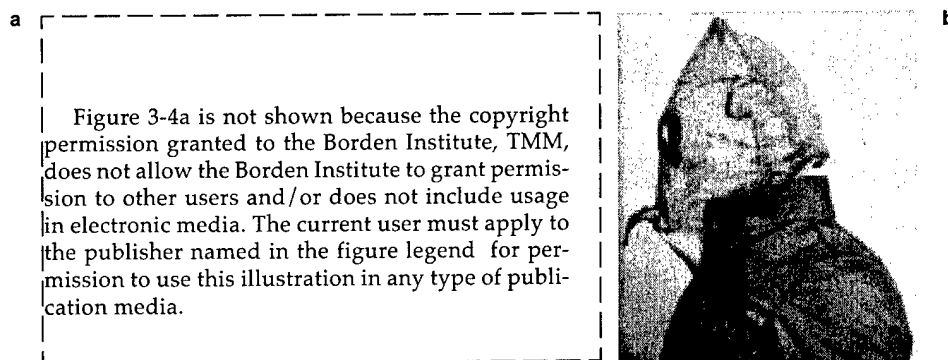 a
b
Figure 3-4a is not shown because the copyright
permission granted to the Borden Institute, TMM,
does not allow the Borden Institute to grant permis-
sion to other users and/or does not include usage
in electronic media. The current user must apply to
the publisher named in the figure legend for per-
mission to use this illustration in any type of publi-
cation media.